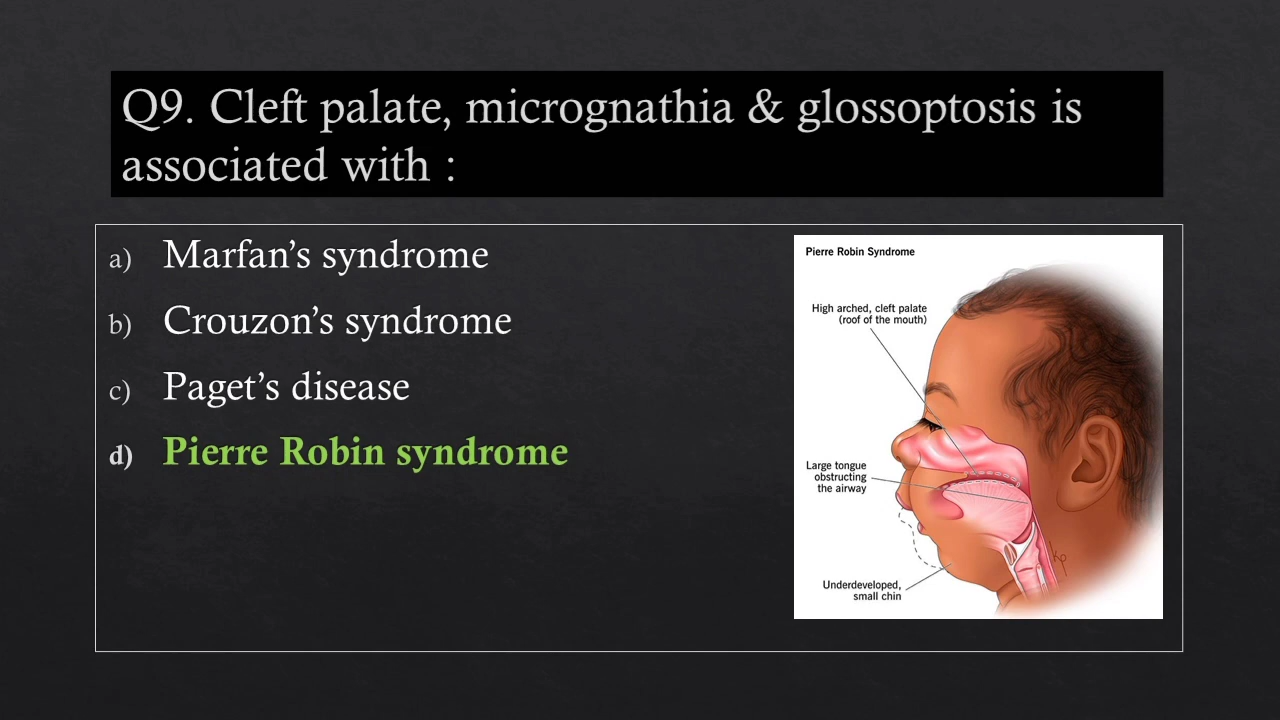 Q9. Cleft palate, micrognathia & glossoptosis is
associated with :
a) Marfan’s syndrome
b) Crouzon’s syndrome
c) Paget’s disease
d) Pierre Robin syndrome
Pierre Robin Syndrome
High arched, cleft palate
(roof of the mouth)
Large tongue
obstructing
the airway
Underdeveloped,
small chin